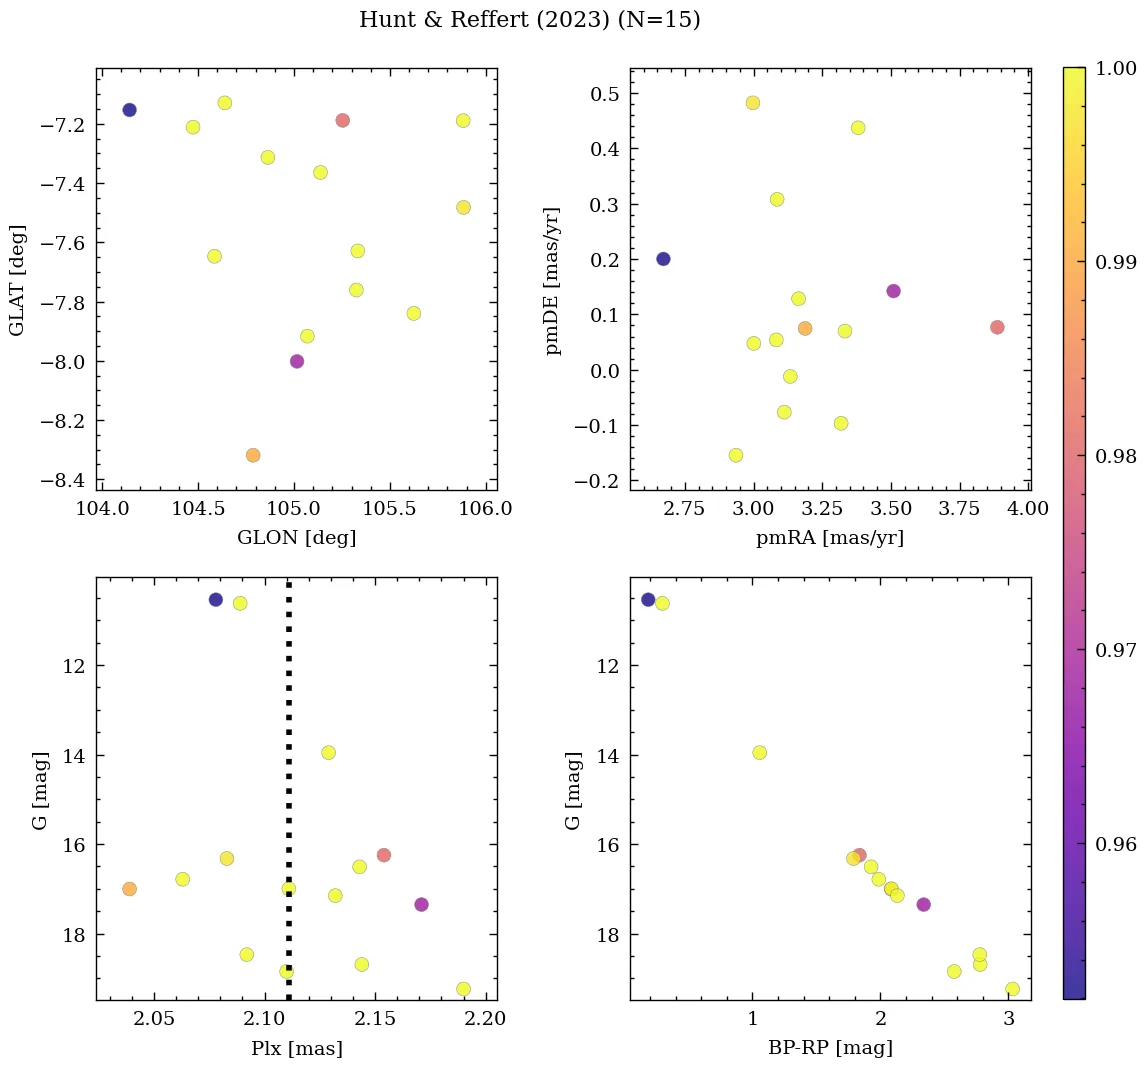 Hunt & Reffert (2023) (N=15)
−7.2
−7.4
−7.6
−7.8
−8.0
−8.2
−8.4
GLAT [deg]
104.0 104.5 105.0 105.5 106.0
GLON [deg]
0.5
0.4
0.3
0.2
0.1
0.0
−0.1
−0.2
pmDE [mas/yr]
2.75 3.00 3.25 3.50 3.75 4.00
pmRA [mas/yr]
12
14
16
18
G [mag]
2.05 2.10 2.15 2.20
Plx [mas]
12
14
16
18
G [mag]
1 2 3
BP-RP [mag]
1.00
0.99
0.98
0.97
0.96